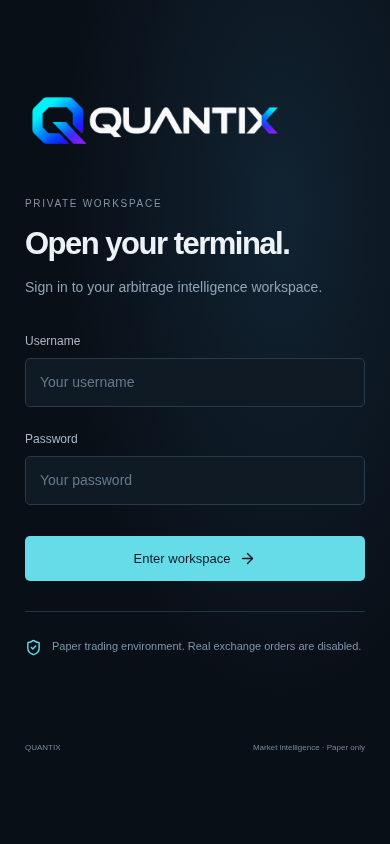 QUANTIX
PRIVATE WORKSPACE
Open your terminal.
Sign in to your arbitrage intelligence workspace.
Username
Your username
Password
Your password
Enter workspace
Paper trading environment. Real exchange orders are disabled.
QUANTIX
Market intelligence · Paper only